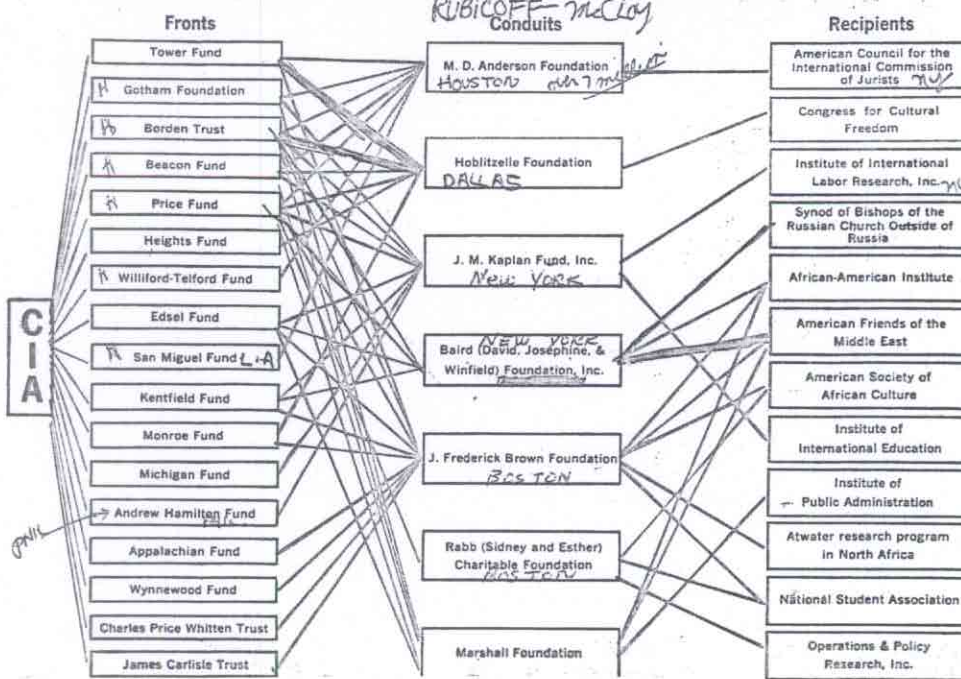 RUBICOFF - McCloy
Fronts
Conduits
Recipients
CIA
Tower Fund
Gotham Foundation
Borden Trust
Beacon Fund
Price Fund
Heights Fund
Williford-Telford Fund
Edsel Fund
San Miguel Fund L.A
Kentfield Fund
Monroe Fund
Michigan Fund
Andrew Hamilton Fund
Appalachian Fund
Wynnewood Fund
Charles Price Whitten Trust
James Carlisle Trust
M. D. Anderson Foundation
HOUSTON
Hoblitzelle Foundation
DALLAS
J. M. Kaplan Fund, Inc.
New YORK
NEW YORK
Baird (David, Josephine, &
Winfield) Foundation, Inc.
J. Frederick Brown Foundation
BOSTON
Rabb (Sidney and Esther)
Charitable Foundation
BOSTON
Marshall Foundation
American Council for the
International Commission
of Jurists
Congress for Cultural
Freedom
Institute of International
Labor Research, Inc.
Synod of Bishops of the
Russian Church Outside of
Russia
African-American Institute
American Friends of the
Middle East
American Society of
African Culture
Institute of
International Education
Institute of
Public Administration
Atwater research program
in North Africa
National Student Association
Operations & Policy
Research, Inc.